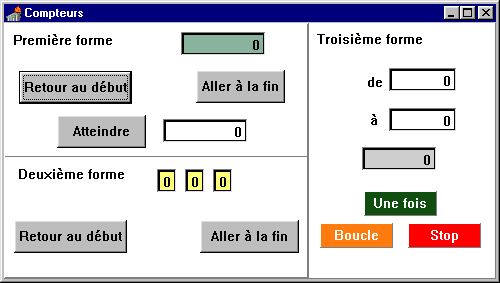 Compteurs
Première forme
0
Retour au début
Aller à la fin
Atteindre
0
Deuxième forme
0 0 0
Retour au début
Aller à la fin
Troisième forme
de 0
à 0
0
Une fois
Boucle
Stop